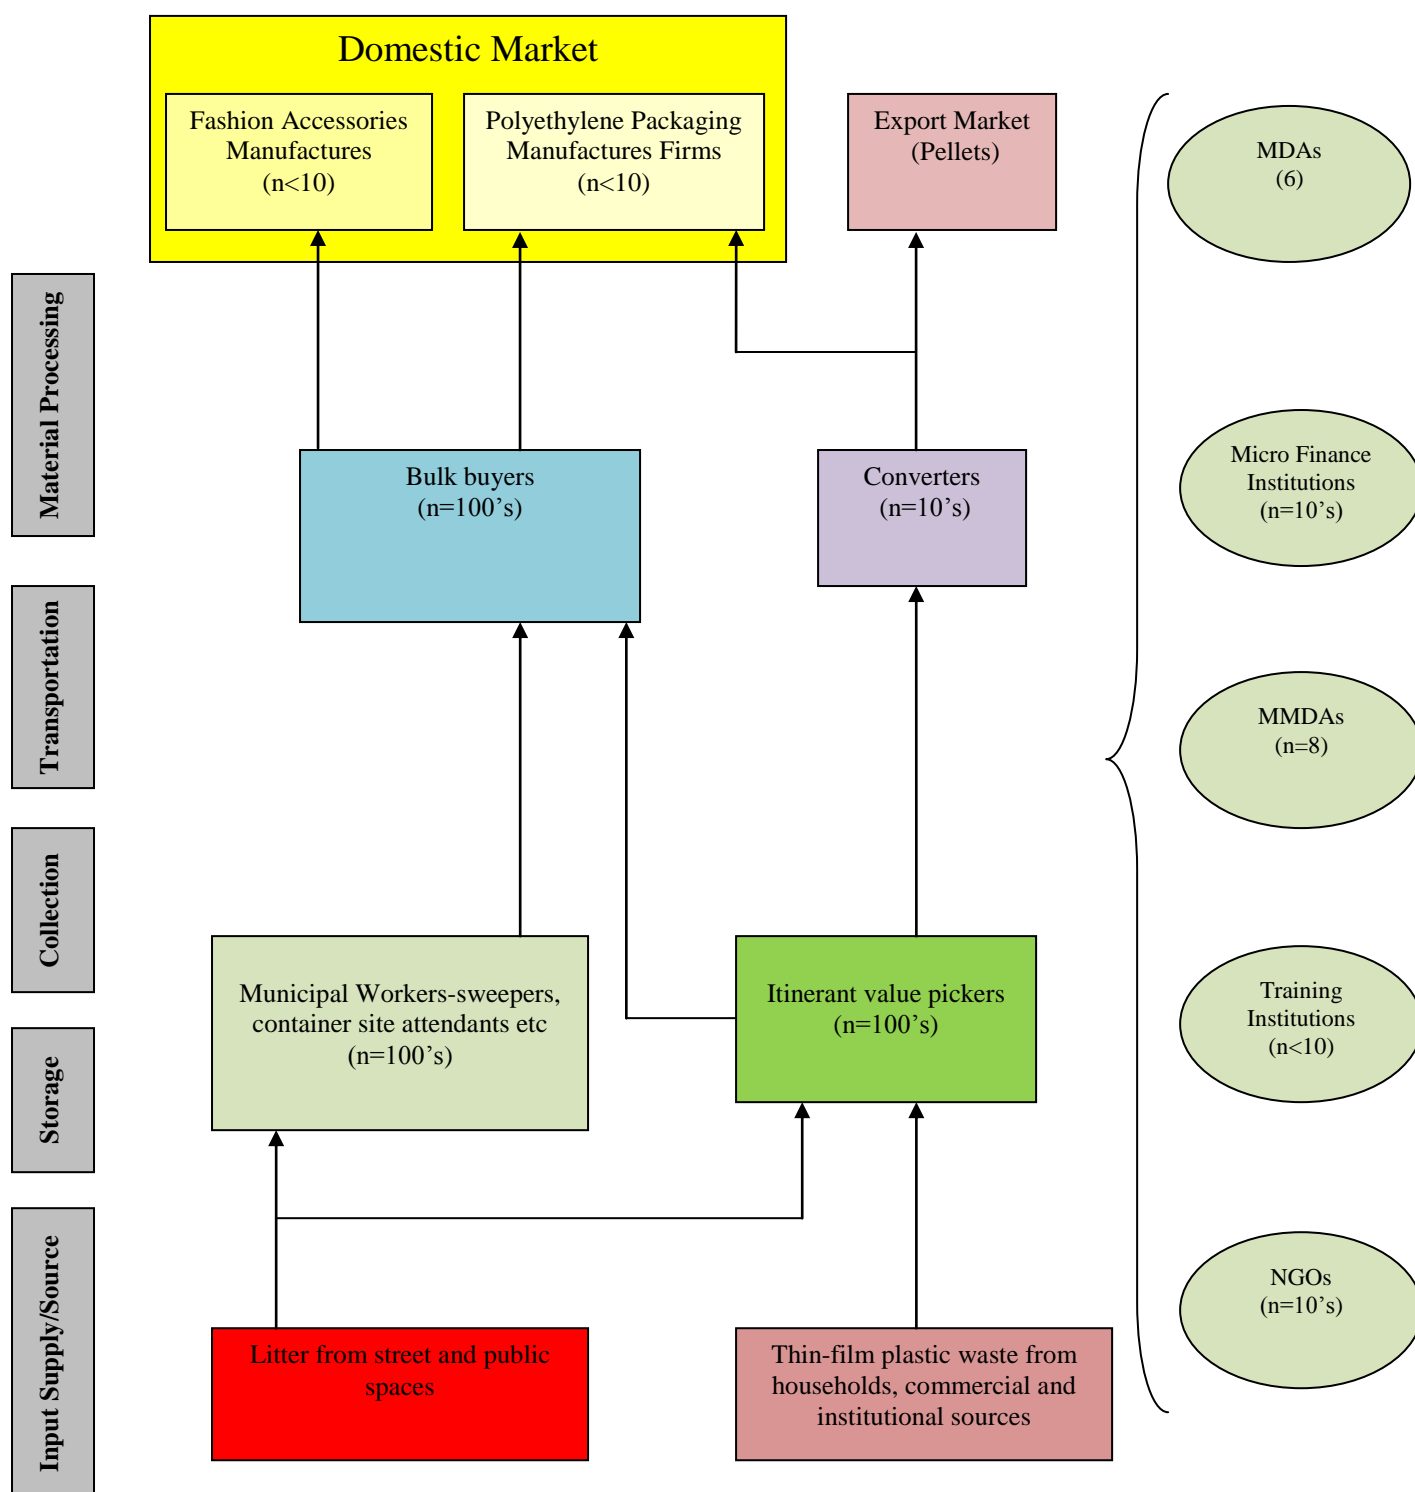 Domestic Market
Fashion Accessories
Manufactures
(n<10)
Polyethylene Packaging
Manufactures Firms
(n<10)
Export Market
(Pellets)
MDAs
(6)
Material Processing
Bulk buyers
(n=100’s)
Converters
(n=10’s)
Micro Finance
Institutions
(n=10’s)
Transportation
MMDAs
(n=8)
Collection
Municipal Workers-sweepers,
container site attendants etc
(n=100’s)
Itinerant value pickers
(n=100’s)
Training
Institutions
(n<10)
Storage
Input Supply/Source
Litter from street and public
spaces
Thin-film plastic waste from
households, commercial and
institutional sources
NGOs
(n=10’s)